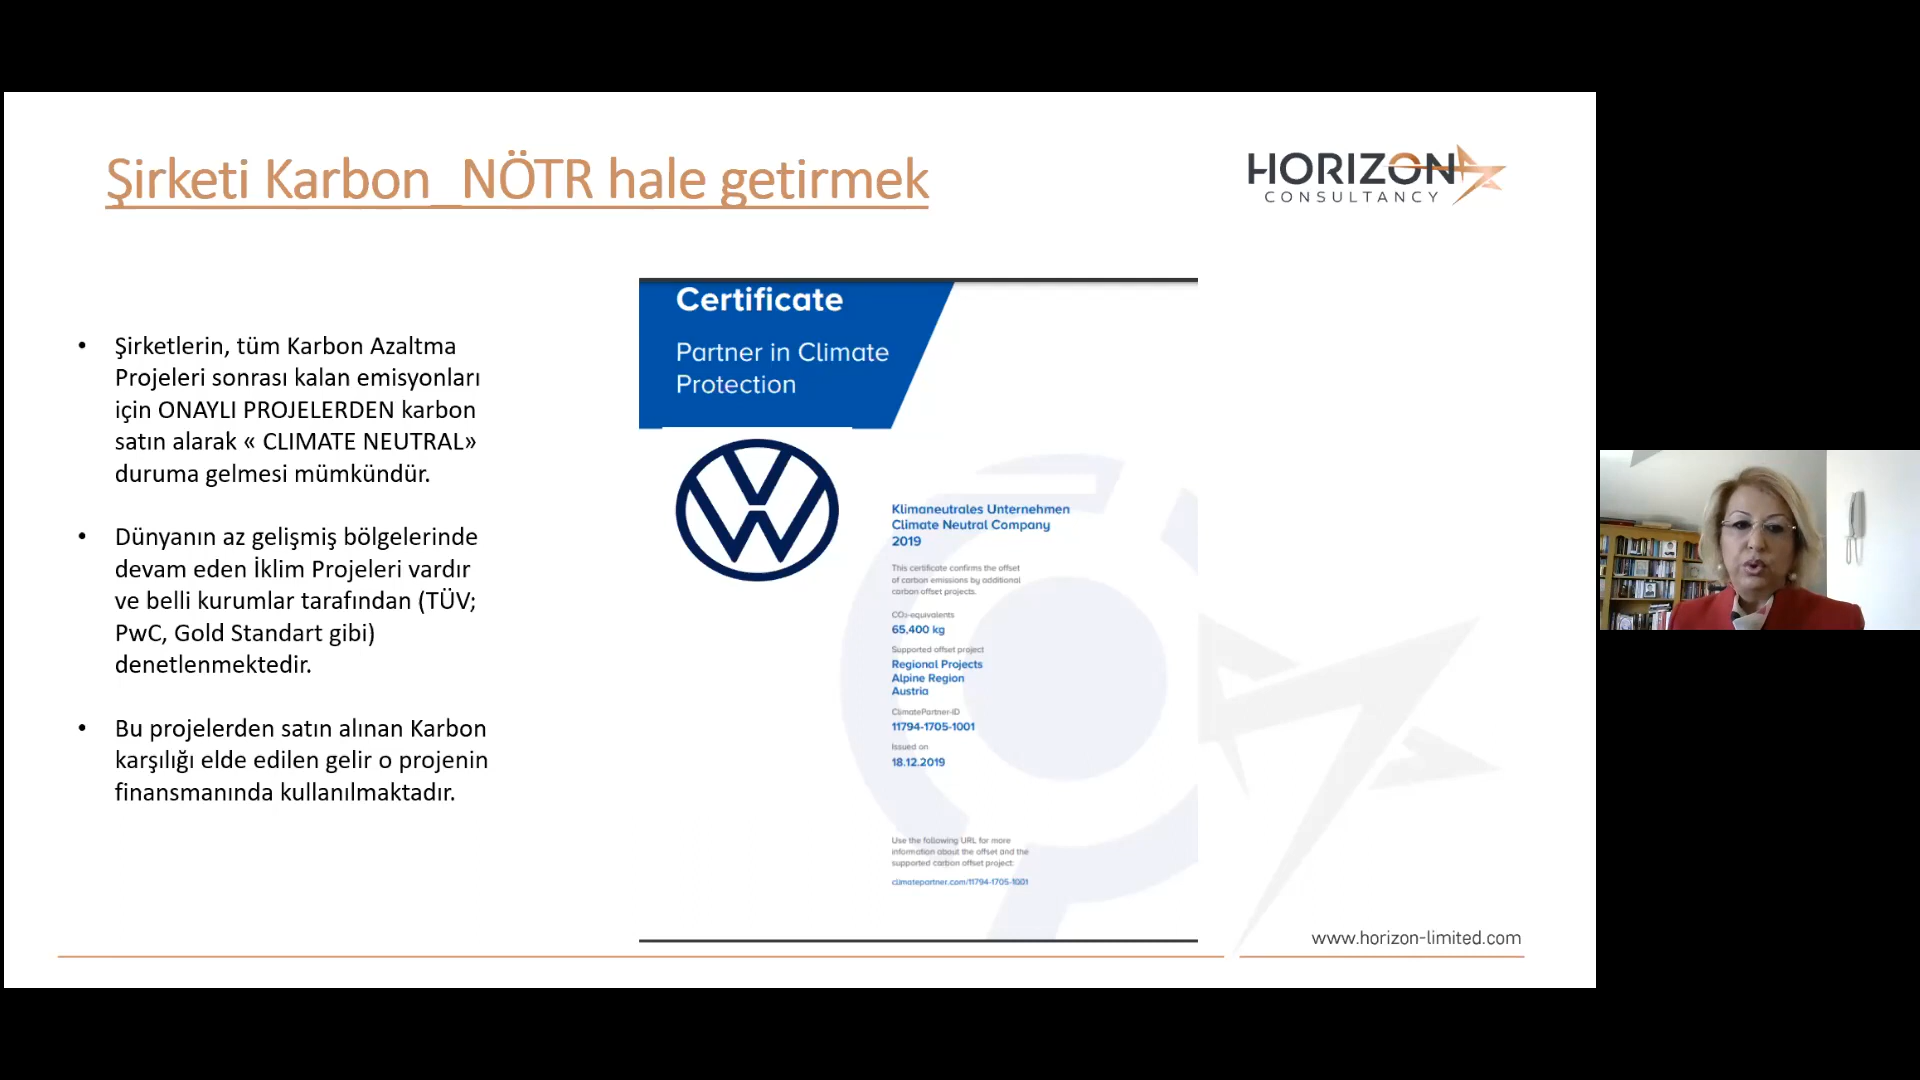 Şirketi Karbon_NÖTR hale getirmek
HORIZON
CONSULTANCY
• Şirketlerin, tüm Karbon Azaltma
Projeleri sonrası kalan emisyonları
için ONAYLI PROJELERDEN karbon
satın alarak « CLIMATE NEUTRAL»
duruma gelmesi mümkündür.
• Dünyanın az gelişmiş bölgelerinde
devam eden İklim Projeleri vardır
ve belli kurumlar tarafından (TÜV;
PwC, Gold Standart gibi)
denetlenmektedir.
• Bu projelerden satın alınan Karbon
karşılığı elde edilen gelir o projenin
finansmanında kullanılmaktadır.
Certificate
Partner in Climate
Protection
Klimaneutrales Unternehmen
Climate Neutral Company
2019
This certificate confirms the offset
of carbon emissions by additional
carbon offset projects.
CO₂-equivalents
65,400 kg
Supported offset project
Regional Projects
Alpine Region
Austria
ClimatePartner-ID
11794-1705-1001
Issued on
18.12.2019
Use the following URL for more
information about the offset and the
supported carbon offset project:
climatepartner.com/11794-1705-1001
www.horizon-limited.com